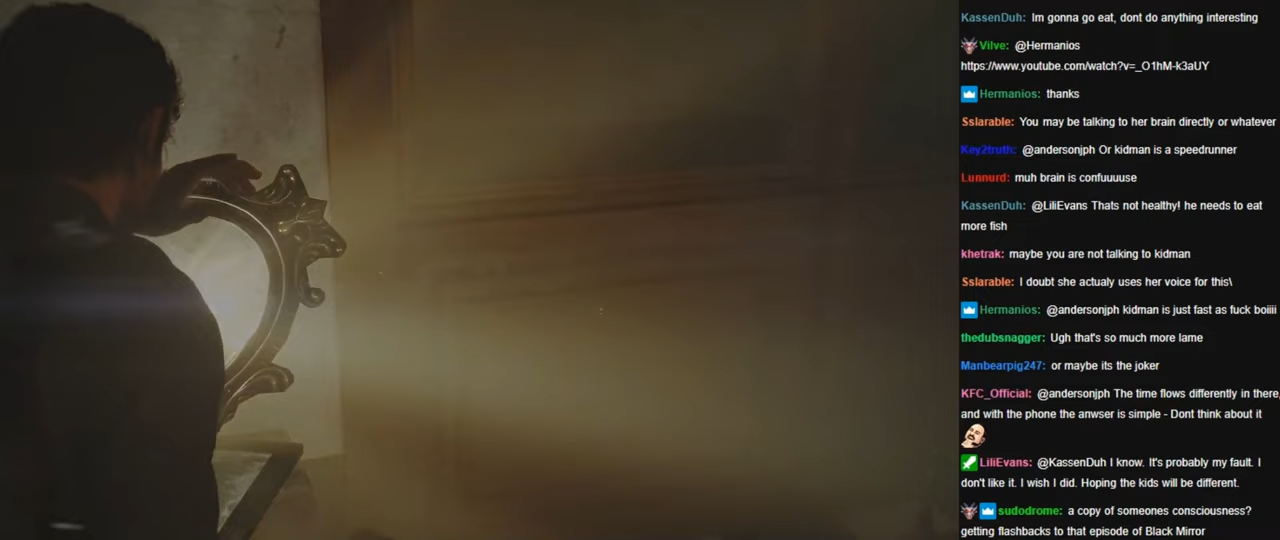 KassenDuh: Im gonna go eat, dont do anything interesting
Vilve: @Hermanios
https://www.youtube.com/watch?v=_O1hM-k3aUY
Hermanios: thanks
Sslarable: You may be talking to her brain directly or whatever
Key2truth: @andersonjph Or kidman is a speedrunner
Lunnurd: muh brain is confuuuuse
KassenDuh: @LiliEvans Thats not healthy! he needs to eat
more fish
khetrak: maybe you are not talking to kidman
Sslarable: I doubt she actualy uses her voice for this\
Hermanios: @andersonjph kidman is just fast as fuck boiiii
thedubsnagger: Ugh that's so much more lame
Manbearpig247: or maybe its the joker
KFC_Official: @andersonjph The time flows differently in there,
and with the phone the anwser is simple - Dont think about it
LiliEvans: @KassenDuh I know. It's probably my fault. I
don't like it. I wish I did. Hoping the kids will be different.
sudodrome: a copy of someones consciousness?
getting flashbacks to that episode of Black Mirror